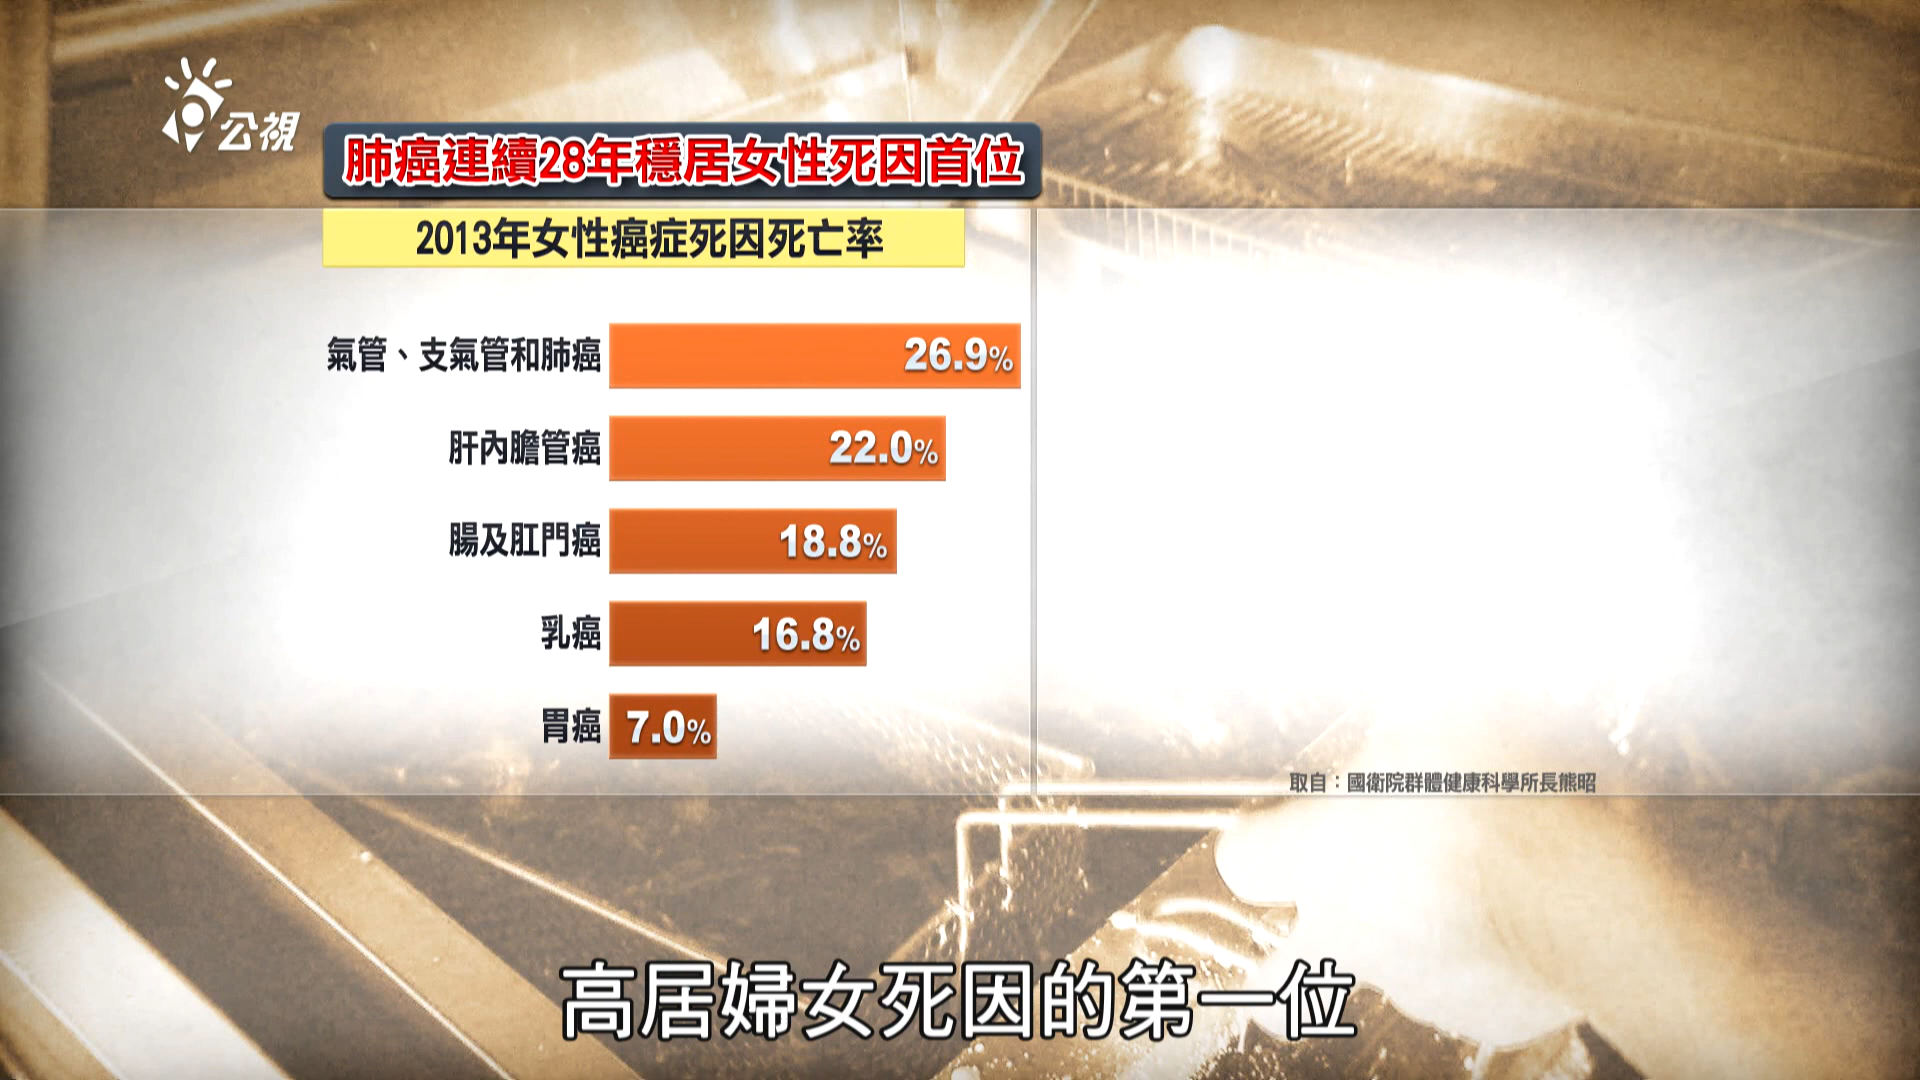 公視
肺癌連續28年穩居女性死因首位
2013年女性癌症死因死亡率
氣管、支氣管和肺癌 26.9%
肝內膽管癌 22.0%
腸及肛門癌 18.8%
乳癌 16.8%
胃癌 7.0%
取自：國衛院群體健康科學所長熊昭
高居婦女死因的第一位